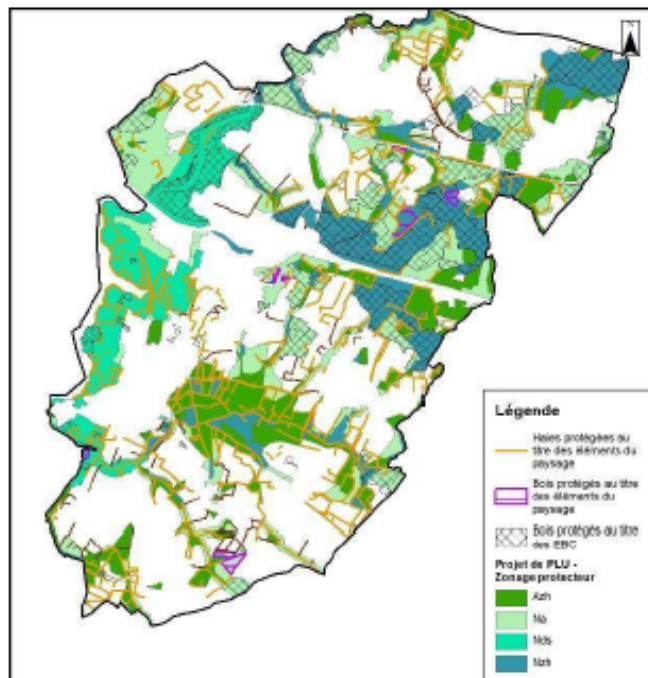 N
Légende
Haies protégées au
titre des éléments du
paysage
Bois protégés au titre
des éléments du
paysage
Bois protégés au titre
des EBC
Projet de PLU -
Zonage protecteur
Azh
Na
Nds
Nzh